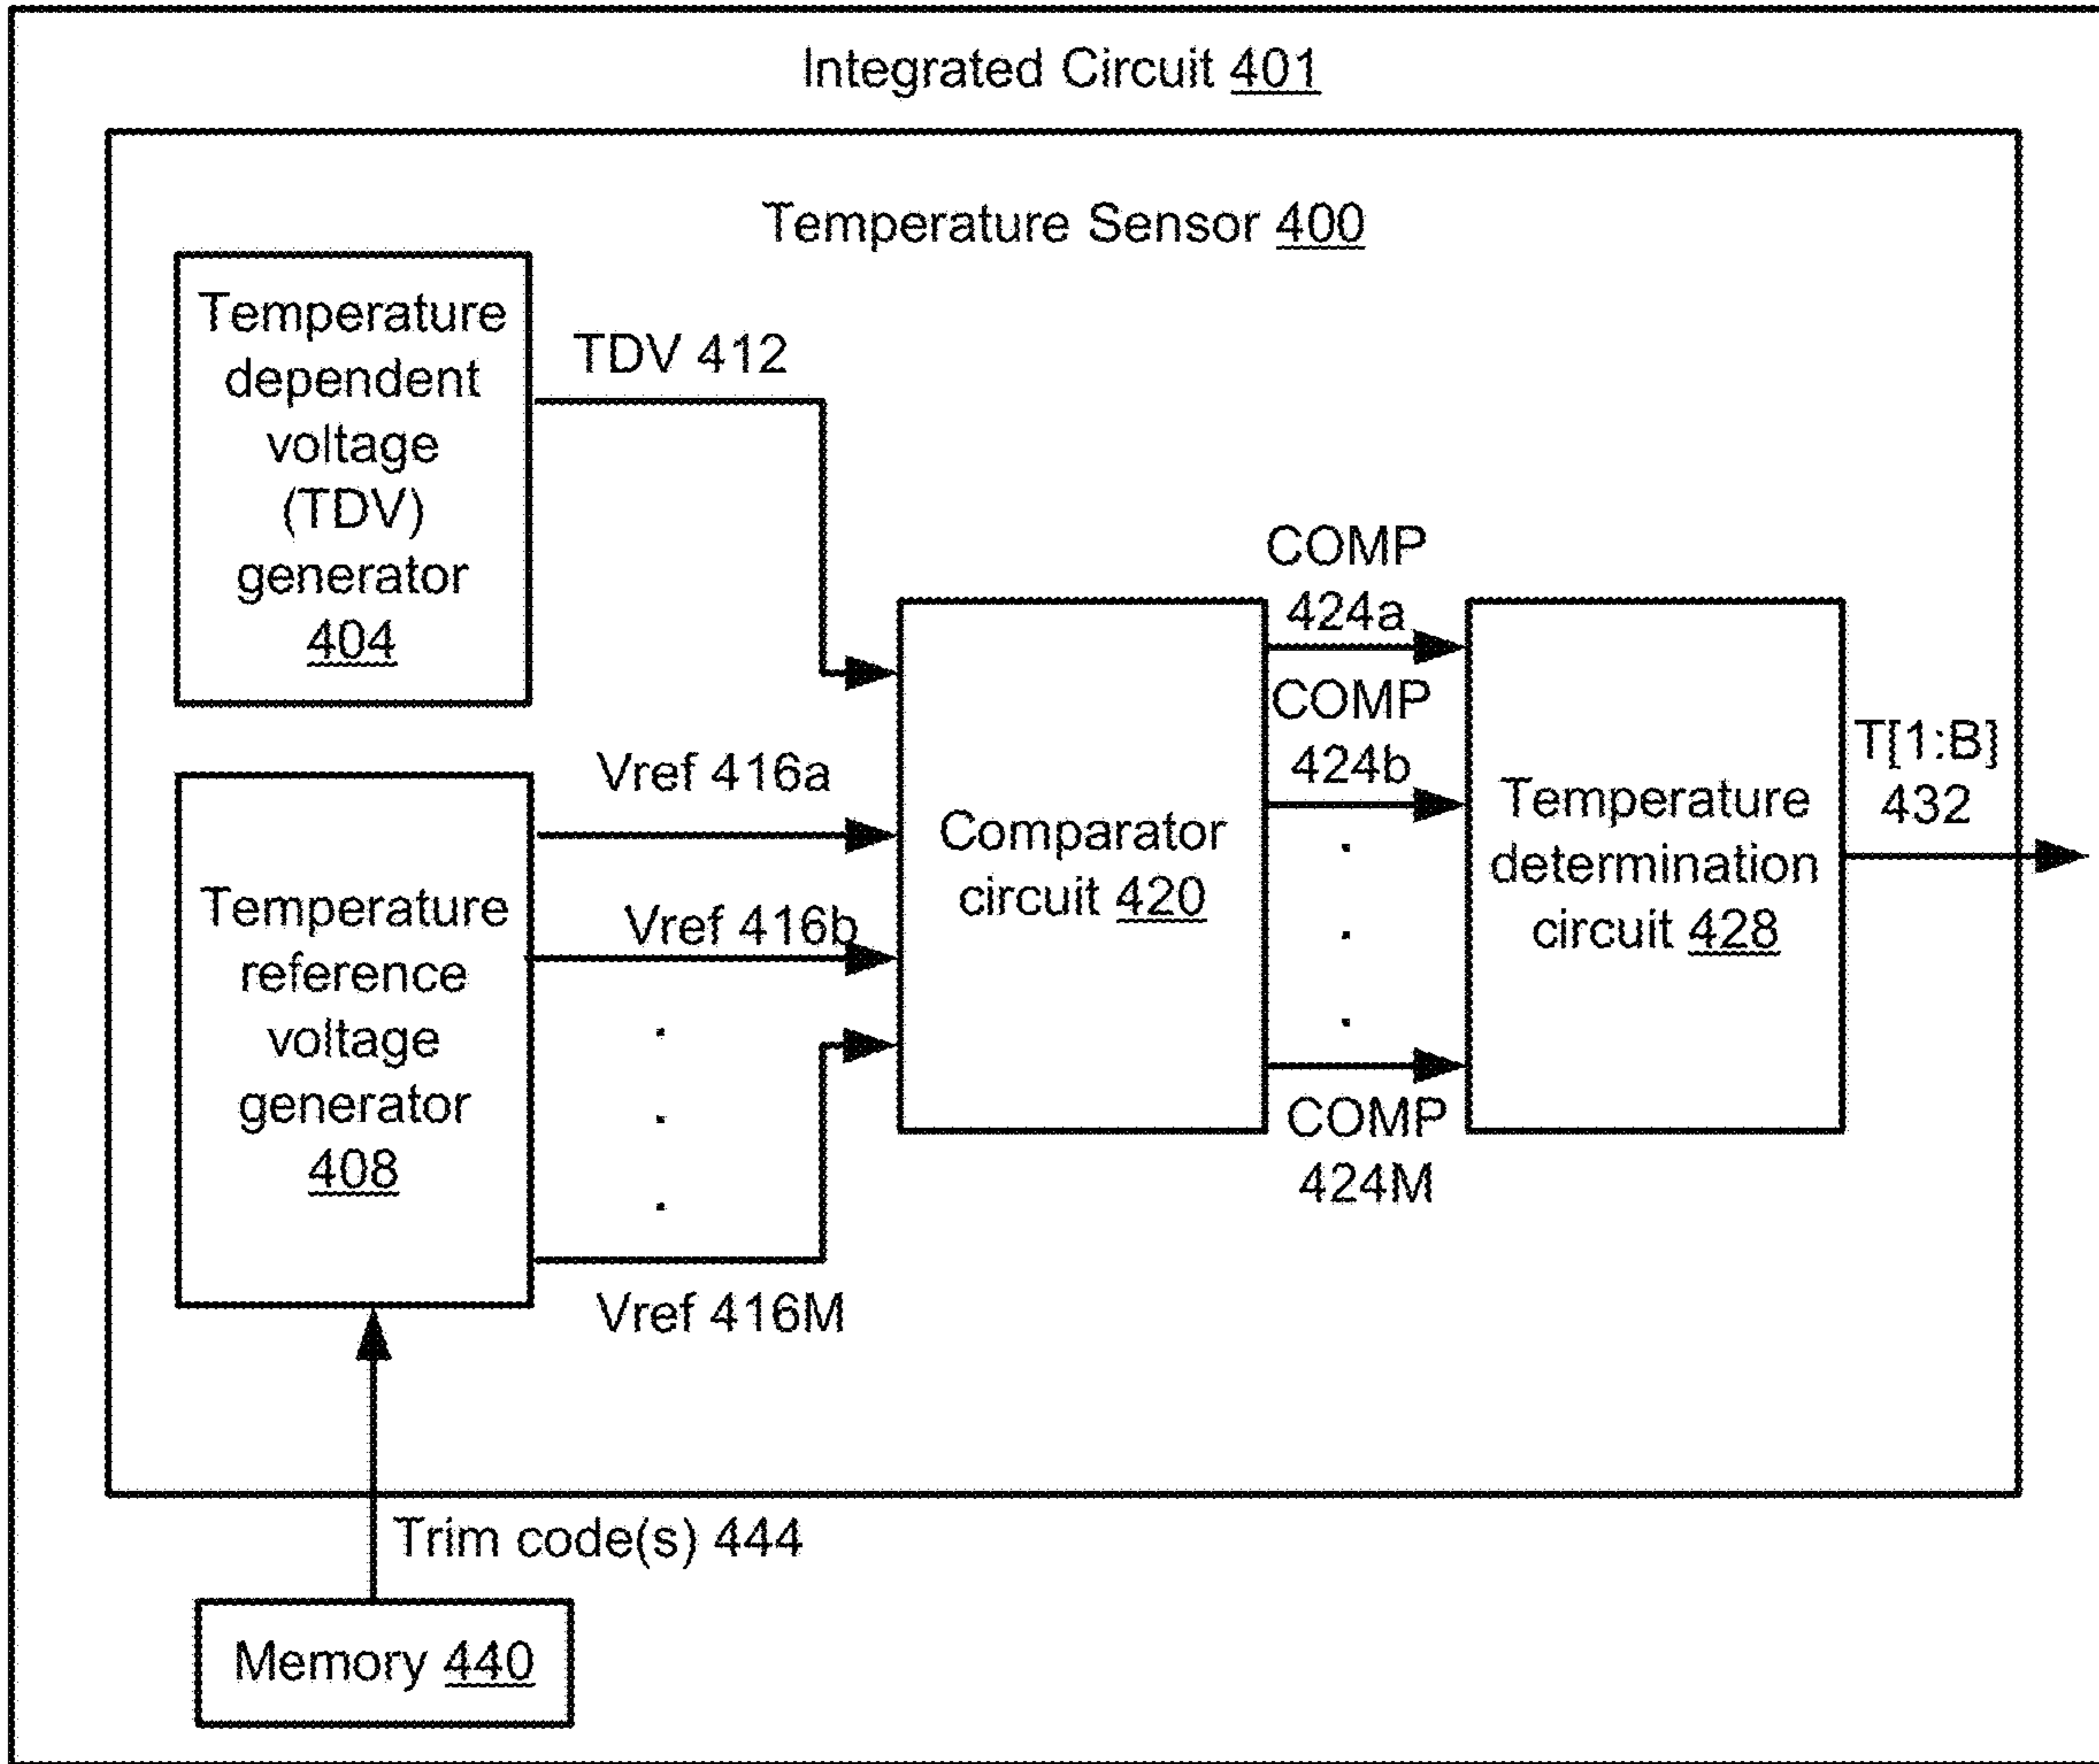 Integrated Circuit 401
Temperature Sensor 400
Temperature
dependent
voltage
(TDV)
generator
404
TDV 412
Temperature
reference
voltage
generator
408
Vref 416a
Vref 416b
.
.
.
Vref 416M
Comparator
circuit 420
COMP
424a
COMP
424b
.
.
.
COMP
424M
Temperature
determination
circuit 428
T[1:B]
432
Trim code(s) 444
Memory 440